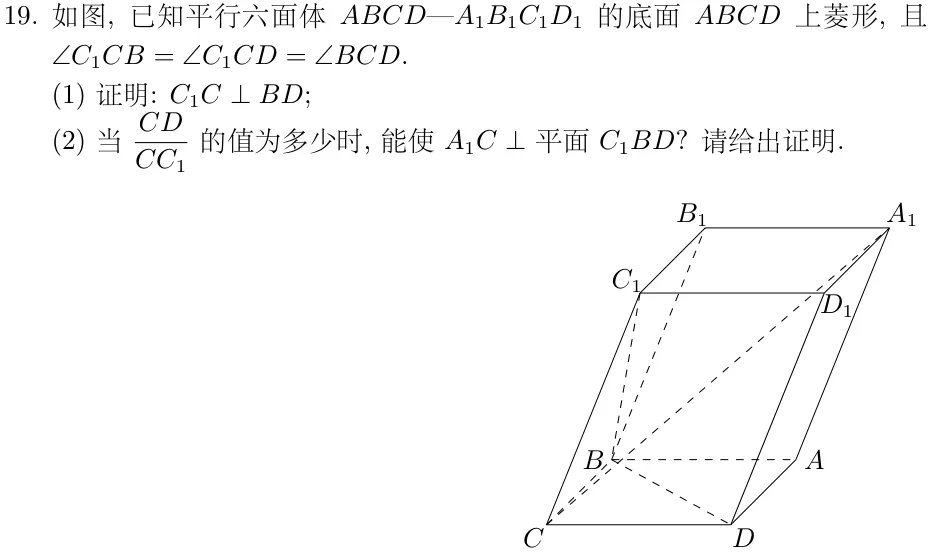 19. 如图, 已知平行六面体 ABCD—A₁B₁C₁D₁ 的底面 ABCD 上菱形, 且
∠C₁CB = ∠C₁CD = ∠BCD.
(1) 证明: C₁C ⊥ BD;
(2) 当 CD/CC₁ 的值为多少时, 能使 A₁C ⊥ 平面 C₁BD? 请给出证明.
B₁ A₁
C₁ D₁
B A
C D